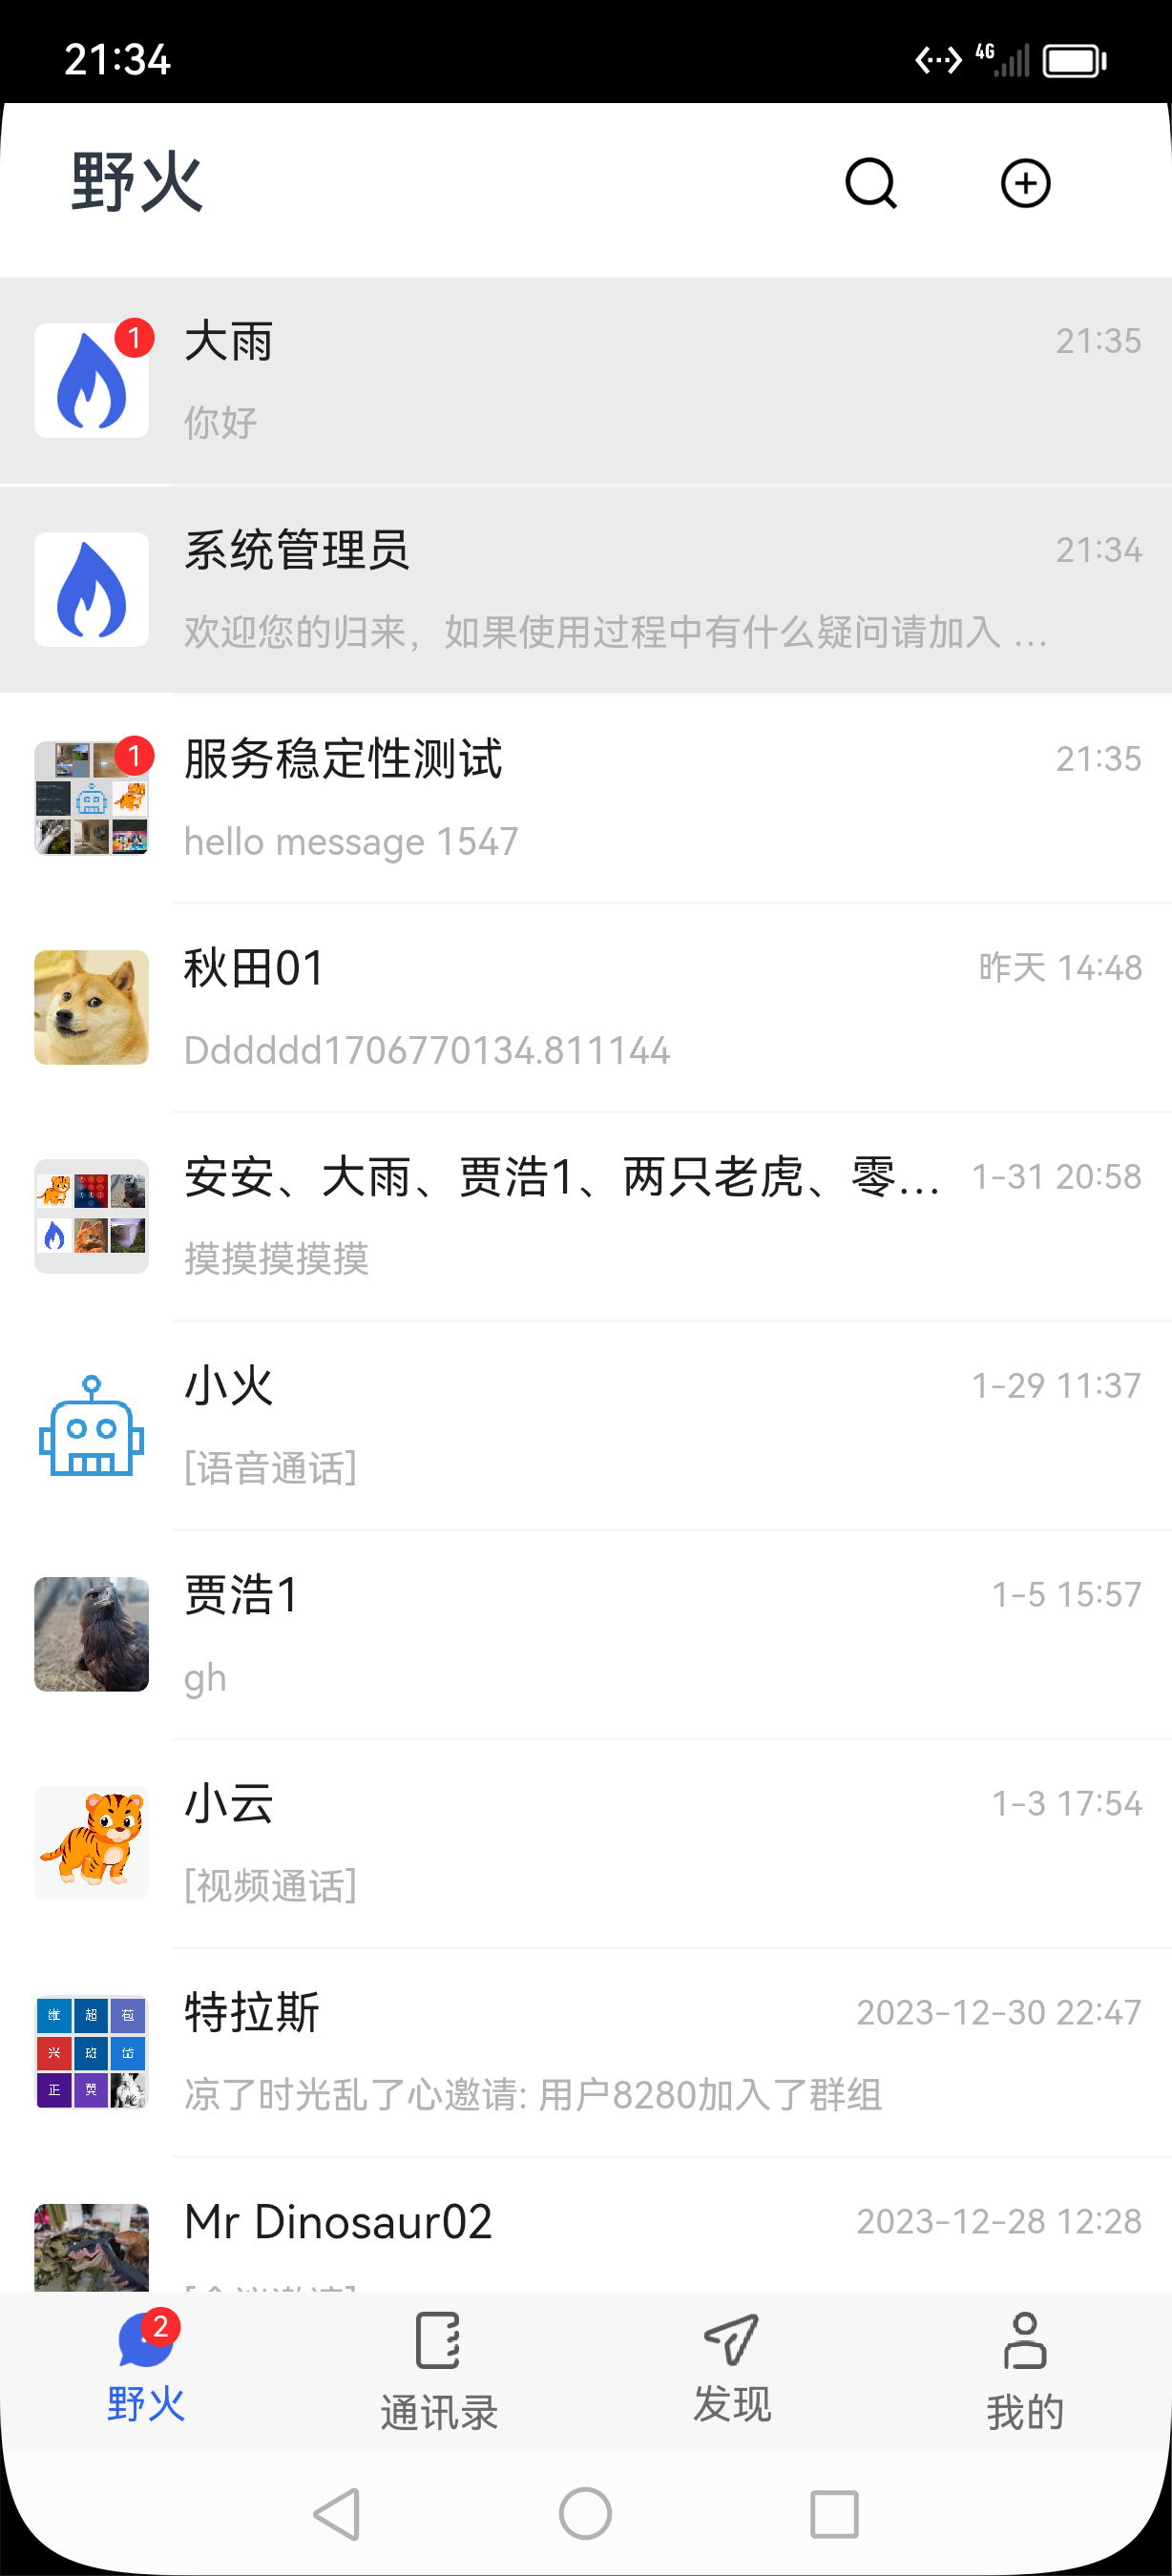 21:34
4G
野火
1
大雨
21:35
你好
系统管理员
21:34
欢迎您的归来，如果使用过程中有什么疑问请加入 ...
1
服务稳定性测试
21:35
hello message 1547
秋田01
昨天 14:48
Dddddd1706770134.811144
安安、大雨、贾浩1、两只老虎、零...
1-31 20:58
摸摸摸摸摸
小火
1-29 11:37
[语音通话]
贾浩1
1-5 15:57
gh
小云
1-3 17:54
[视频通话]
特拉斯
2023-12-30 22:47
超
兴 班
正
凉了时光乱了心邀请: 用户8280加入了群组
Mr Dinosaur02
2023-12-28 12:28
2
野火
通讯录
发现
我的